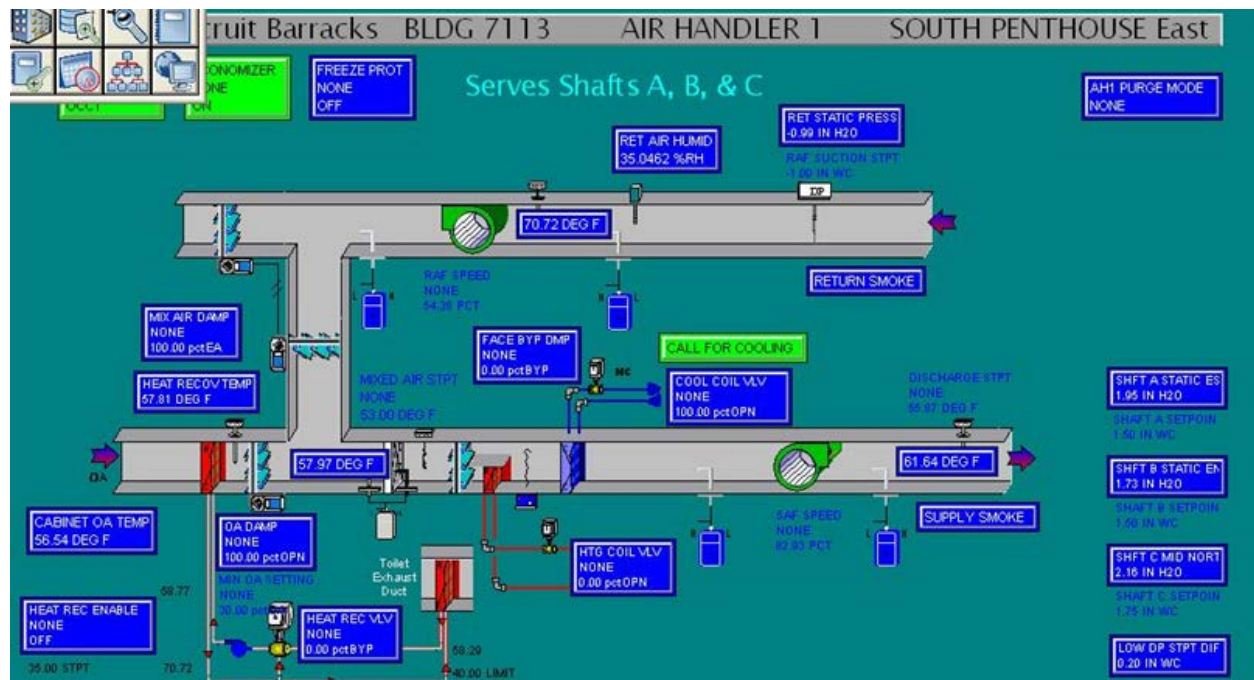 ruit Barracks BLDG 7113 AIR HANDLER 1 SOUTH PENTHOUSE East
OCCY
ONOMIZER
ONE
ON
FREEZE PROT
NONE
OFF
Serves Shafts A, B, & C
AH1 PURGE MODE
NONE
RET AIR HUMID
35.0462 %RH
RET STATIC PRESS
-0.99 IN H2O
RAF SUCTION STPT
-1.00 IN WC
DP
70.72 DEG F
RAF SPEED
NONE
54.36 PCT
L H
H L
RETURN SMOKE
MIX AIR DAMP
NONE
100.00 pctEA
HEAT RECOV TEMP
57.81 DEG F
MIXED AIR STPT
NONE
53.00 DEG F
FACE BYP DMP
NONE
0.00 pctBYP
NC
CALL FOR COOLING
COOL COIL VLV
NONE
100.00 pctOPN
DISCHARGE STPT
NONE
55.87 DEG F
SHFT A STATIC ES
1.95 IN H2O
SHAFT A SETPOIN
1.50 IN WC
OA
57.97 DEG F
61.64 DEG F
SHFT B STATIC EN
1.73 IN H2O
SHAFT B SETPOIN
1.50 IN WC
CABINET OA TEMP
56.54 DEG F
OA DAMP
NONE
100.00 pctOPN
MIN OA SETTING
NONE
30.00 pct
SAF SPEED
NONE
82.93 PCT
H L
SUPPLY SMOKE
SHFT C MID NORT
2.16 IN H2O
SHAFT C SETPOIN
1.75 IN WC
Toilet
Exhaust
Duct
HTG COIL VLV
NONE
0.00 pctOPN
58.77
HEAT REC ENABLE
NONE
OFF
HEAT REC VLV
NONE
0.00 pctBYP
58.29
40.00 LIMIT
35.00 STPT
70.72
LOW DP STPT DIF
0.20 IN WC